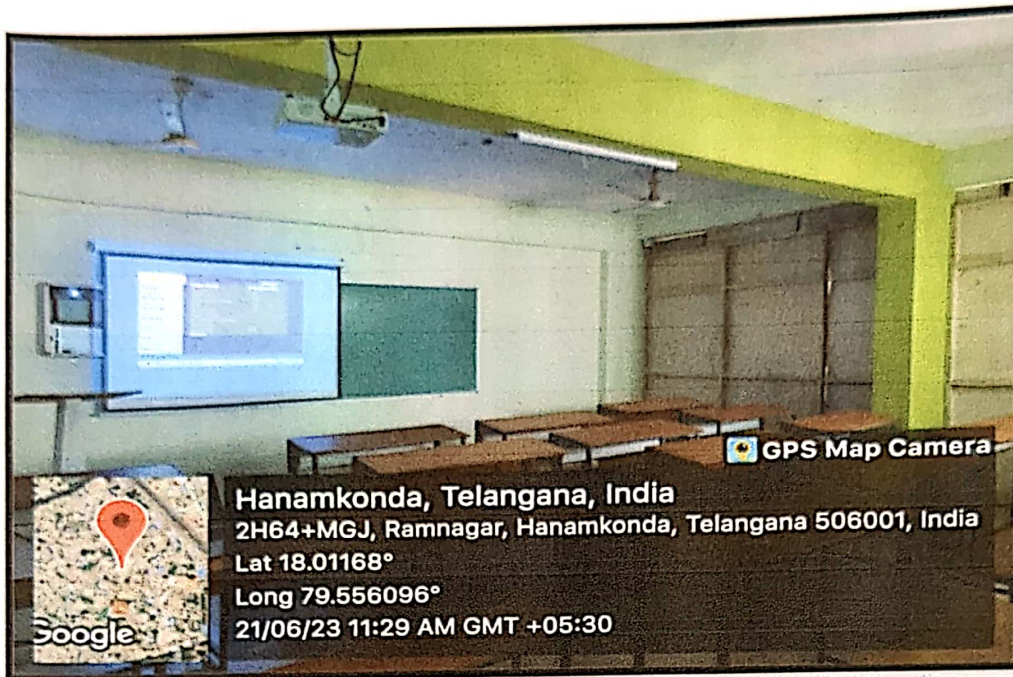 GPS Map Camera
Hanamkonda, Telangana, India
2H64+MGJ, Ramnagar, Hanamkonda, Telangana 506001, India
Lat 18.01168°
Long 79.556096°
21/06/23 11:29 AM GMT +05:30
Google